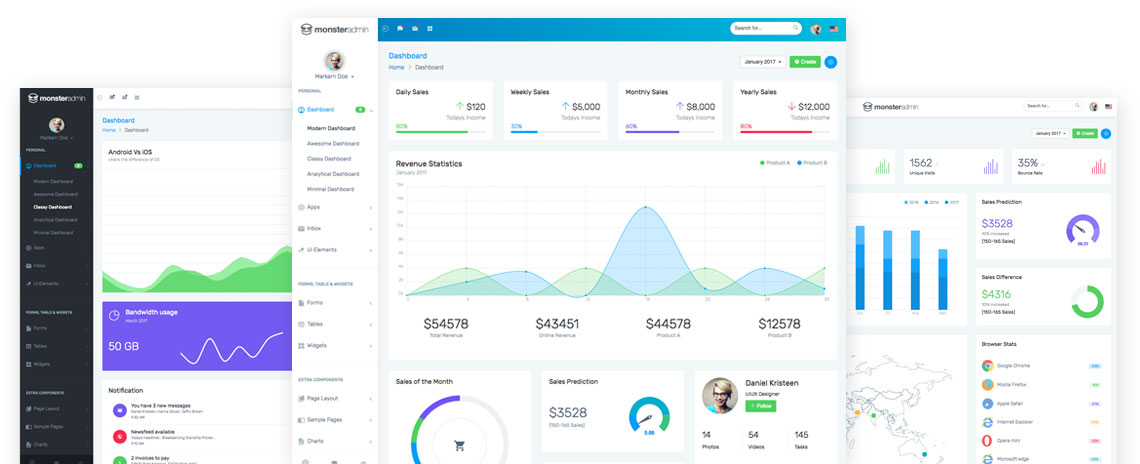 monsteradmin
Markarn Doe
PERSONAL
Dashboard
Modern Dashboard
Awesome Dashboard
Classy Dashboard
Analytical Dashboard
Minimal Dashboard
Apps
Inbox
Ui Elements
FORMS, TABLE & WIDGETS
Forms
Tables
Widgets
EXTRA COMPONENTS
Page Layout
Sample Pages
Charts
Dashboard
Home > Dashboard
Android Vs iOS
share the difference of OS
Bandwidth usage
March 2017
50 GB
Notification
You have 3 new messages
Newsfeed available
2 Invoices to pay
monsteradmin
Search for...
Markarn Doe
PERSONAL
Dashboard
Modern Dashboard
Awesome Dashboard
Classy Dashboard
Analytical Dashboard
Minimal Dashboard
Apps
Inbox
Ui Elements
FORMS, TABLE & WIDGETS
Forms
Tables
Widgets
EXTRA COMPONENTS
Page Layout
Sample Pages
Charts
Dashboard
Home > Dashboard
January 2017
Create
Daily Sales
$120
Todays Income
80%
Weekly Sales
$5,000
Todays Income
30%
Monthly Sales
$8,000
Todays Income
60%
Yearly Sales
$12,000
Todays Income
80%
Revenue Statistics
January 2017
Product A Product B
$54578
Total Revenue
$43451
Online Revenue
$44578
Product A
$12578
Product B
Sales of the Month
Sales Prediction
$3528
(150-165 Sales)
Daniel Kristeen
UIUX Designer
+ Follow
14
Photos
54
Videos
145
Tasks
monsteradmin
Search for...
January 2017
Create
1562
Unique Visits
35%
Bounce Rate
2015 2016 2017
Sales Prediction
$3528
10% Increased
(150-165 Sales)
Sales Difference
$4316
10% Increased
(150-165 Sales)
Browser Stats
Google Chrome
Mozila Firefox
Apple Safari
Internet Explorer
Opera mini
Microsoft edge